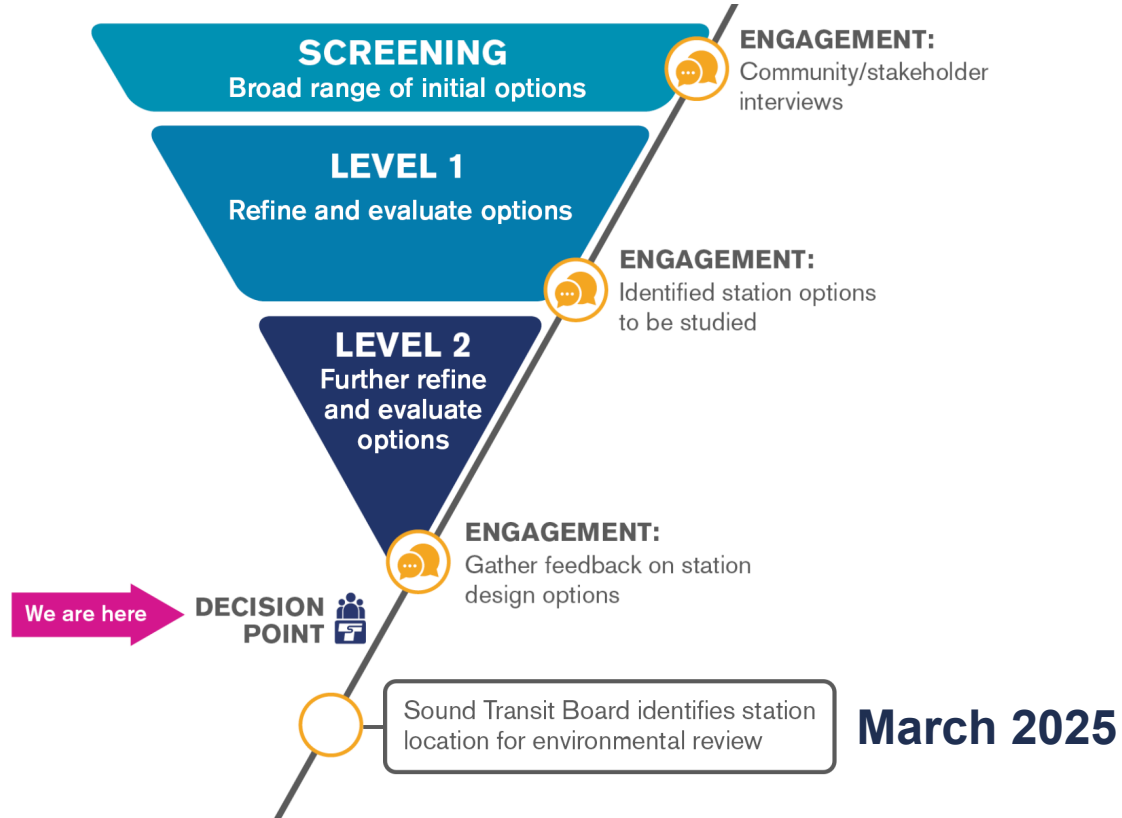 SCREENING
Broad range of initial options
ENGAGEMENT:
Community/stakeholder
interviews
LEVEL 1
Refine and evaluate options
ENGAGEMENT:
Identified station options
to be studied
LEVEL 2
Further refine
and evaluate
options
ENGAGEMENT:
Gather feedback on station
design options
We are here
DECISION
POINT
Sound Transit Board identifies station
location for environmental review
March 2025